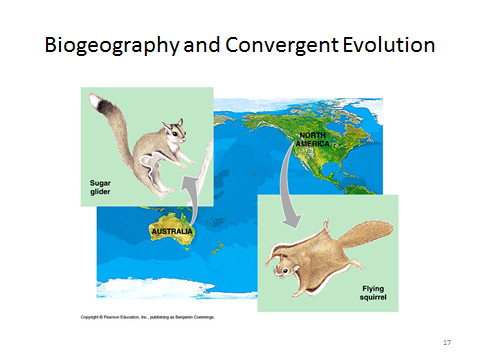 Biogeography and Convergent Evolution
NORTH
AMERICA
Sugar
glider
AUSTRALIA
Flying
squirrel
Copyright © Pearson Education, Inc., publishing as Benjamin Cummings.
17